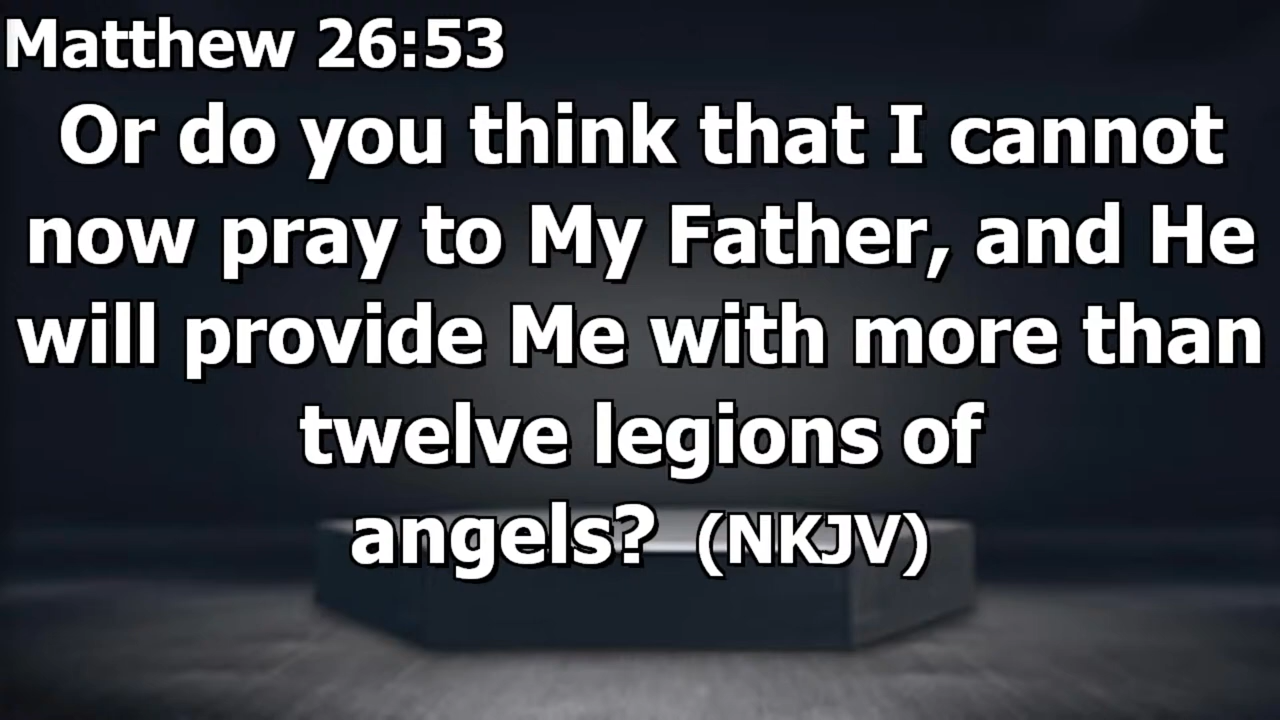 Matthew 26:53
Or do you think that I cannot
now pray to My Father, and He
will provide Me with more than
twelve legions of
angels? (NKJV)